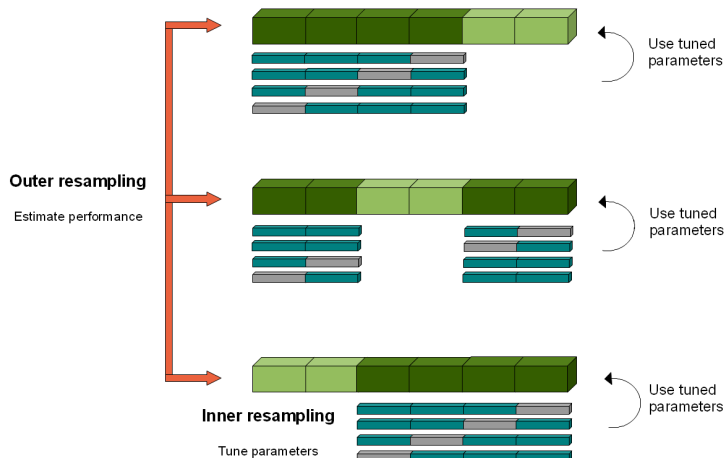 Use tuned
parameters
Outer resampling
Estimate performance
Use tuned
parameters
Inner resampling
Tune parameters
Use tuned
parameters